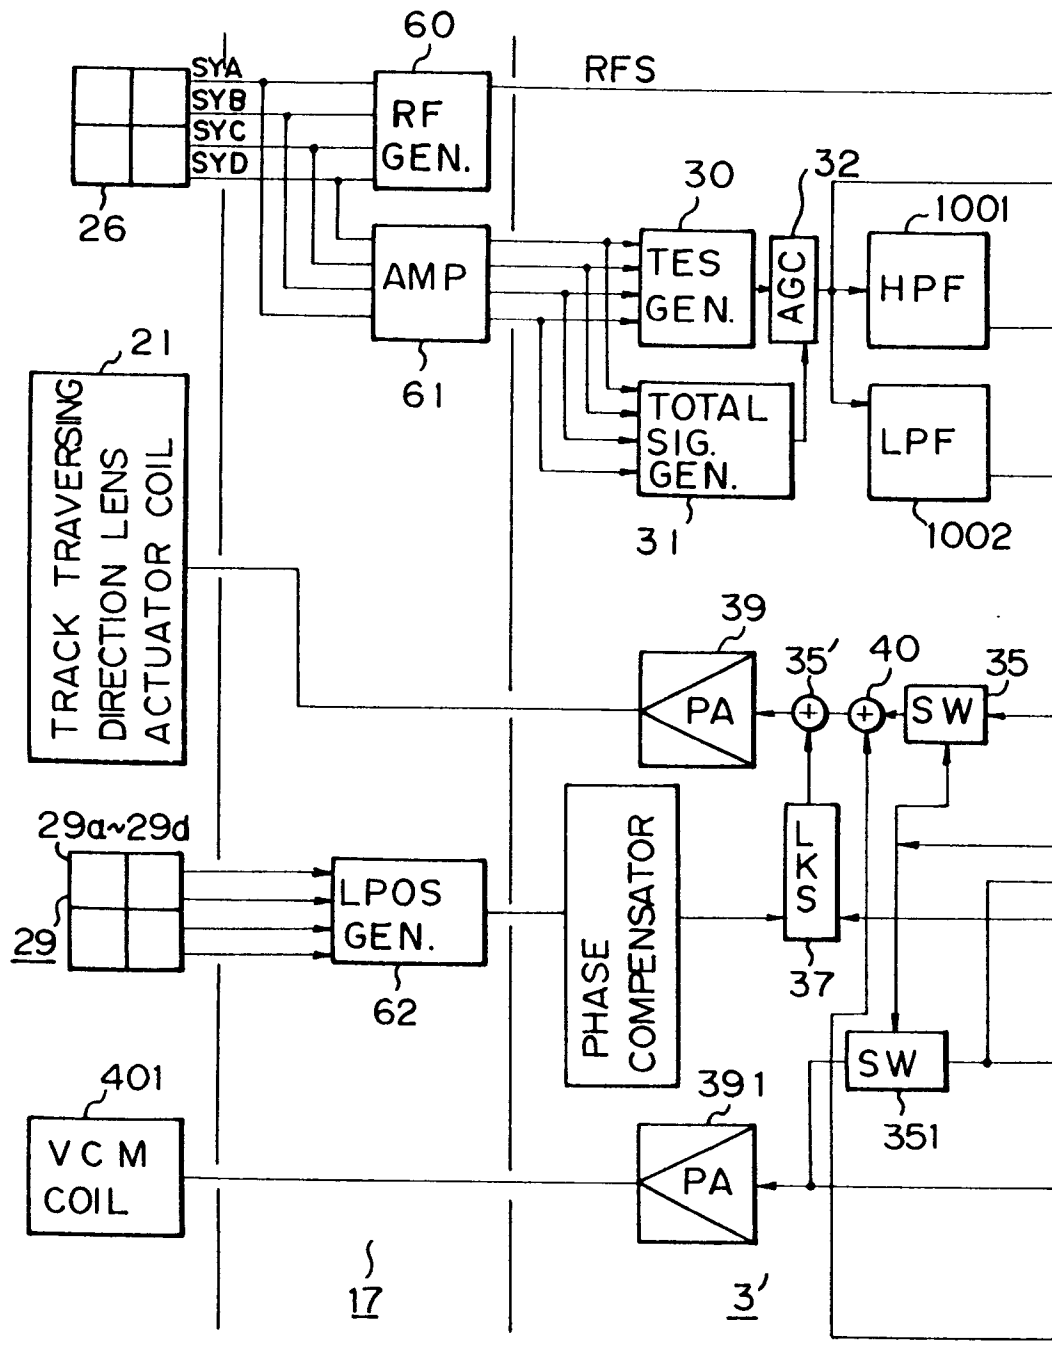 60
SYA
RFS
SYB
SYC
SYD
RF
GEN.
26
30
32
1001
AMP
TES
GEN.
AGC
HPF
21
61
TRACK TRAVERSING
DIRECTION LENS
ACTUATOR COIL
TOTAL
SIG.
GEN.
LPF
31
1002
39
35'
40
35
PA
+
+
SW
29a~29d
LPOS
GEN.
29
62
PHASE
COMPENSATOR
LKS
37
SW
351
401
391
VCM
COIL
PA
17
3'